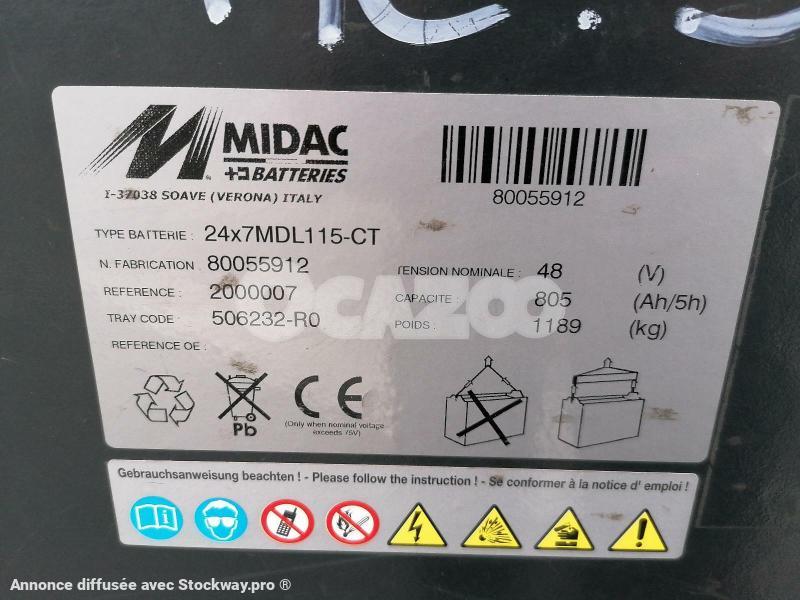 MIDAC
BATTERIES
I-37038 SOAVE (VERONA) ITALY
80055912
TYPE BATTERIE : 24x7MDL115-CT
N. FABRICATION : 80055912
REFERENCE : 2000007
TRAY CODE : 506232-R0
REFERENCE OE :
TENSION NOMINALE : 48 (V)
CAPACITE : 805 (Ah/5h)
POIDS : 1189 (kg)
OCAZOO
Pb
CE
(Only when nominal voltage
exceeds 75V)
Gebrauchsanweisung beachten ! - Please follow the instruction ! - Se conformer à la notice d' emploi !
Annonce diffusée avec Stockway.pro ®